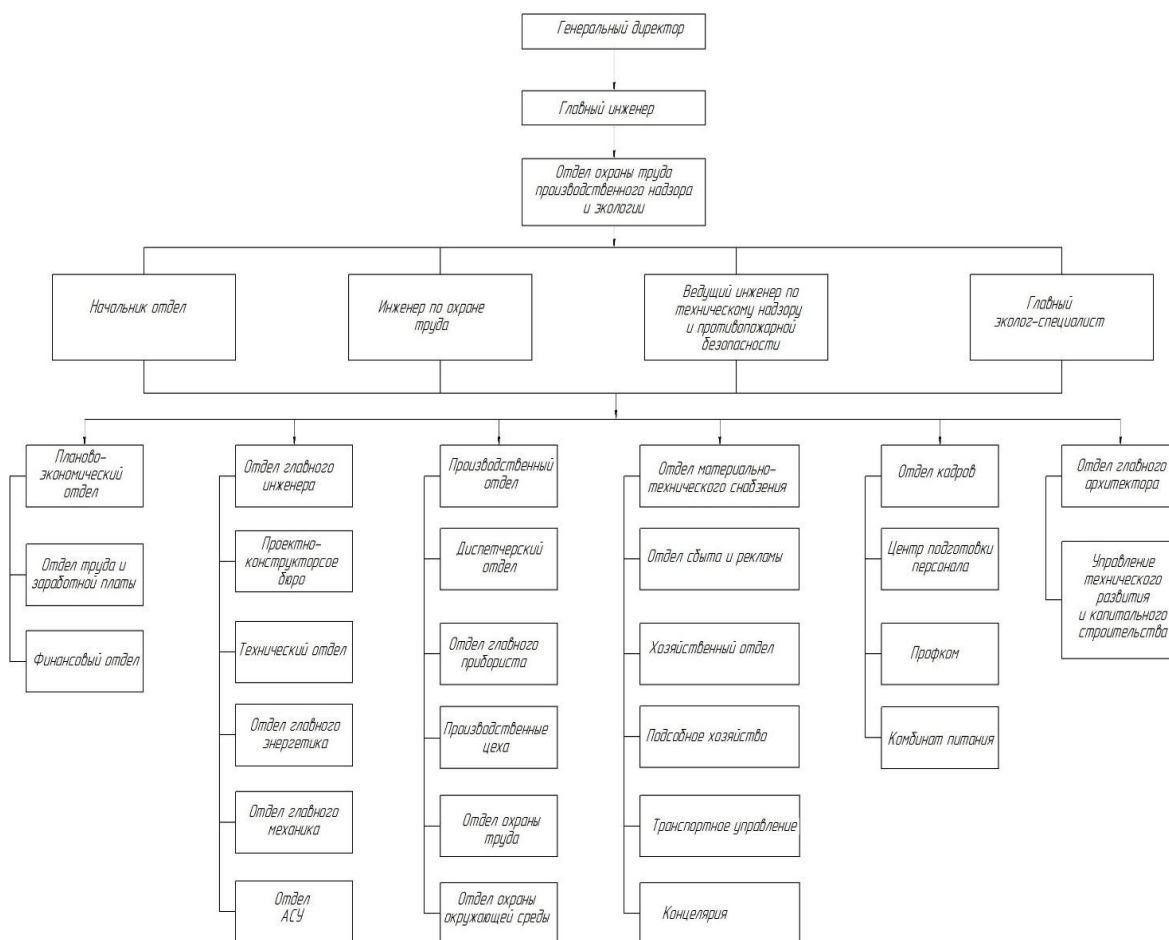 Генеральный директор
Главный инженер
Отдел охраны труда
производственного надзора
и экологии
Начальник отдел
Инженер по охране
труда
Ведущий инженер по
техническому надзору
и противопожарной
безопасности
Главный
эколог-специалист
Планово-
экономический
отдел
Отдел труда и
заработной платы
Финансовый отдел
Отдел главного
инженера
Проектно-
конструкторсое
бюро
Технический отдел
Отдел главного
энергетика
Отдел главного
механика
Отдел
АСУ
Производственный
отдел
Диспетчерский
отдел
Отдел главного
прибориста
Производственные
цеха
Отдел охраны
труда
Отдел охраны
окружающей среды
Отдел материально-
технического снабзения
Отдел сбыта и рекламы
Хозяйственный отдел
Подсобное хозяйство
Транспортное управление
Концелярия
Отдел кадрав
Центр подготовки
персонала
Профком
Комбинат питания
Отдел главного
архитектора
Управление
технического
развития
и капитального
строительства